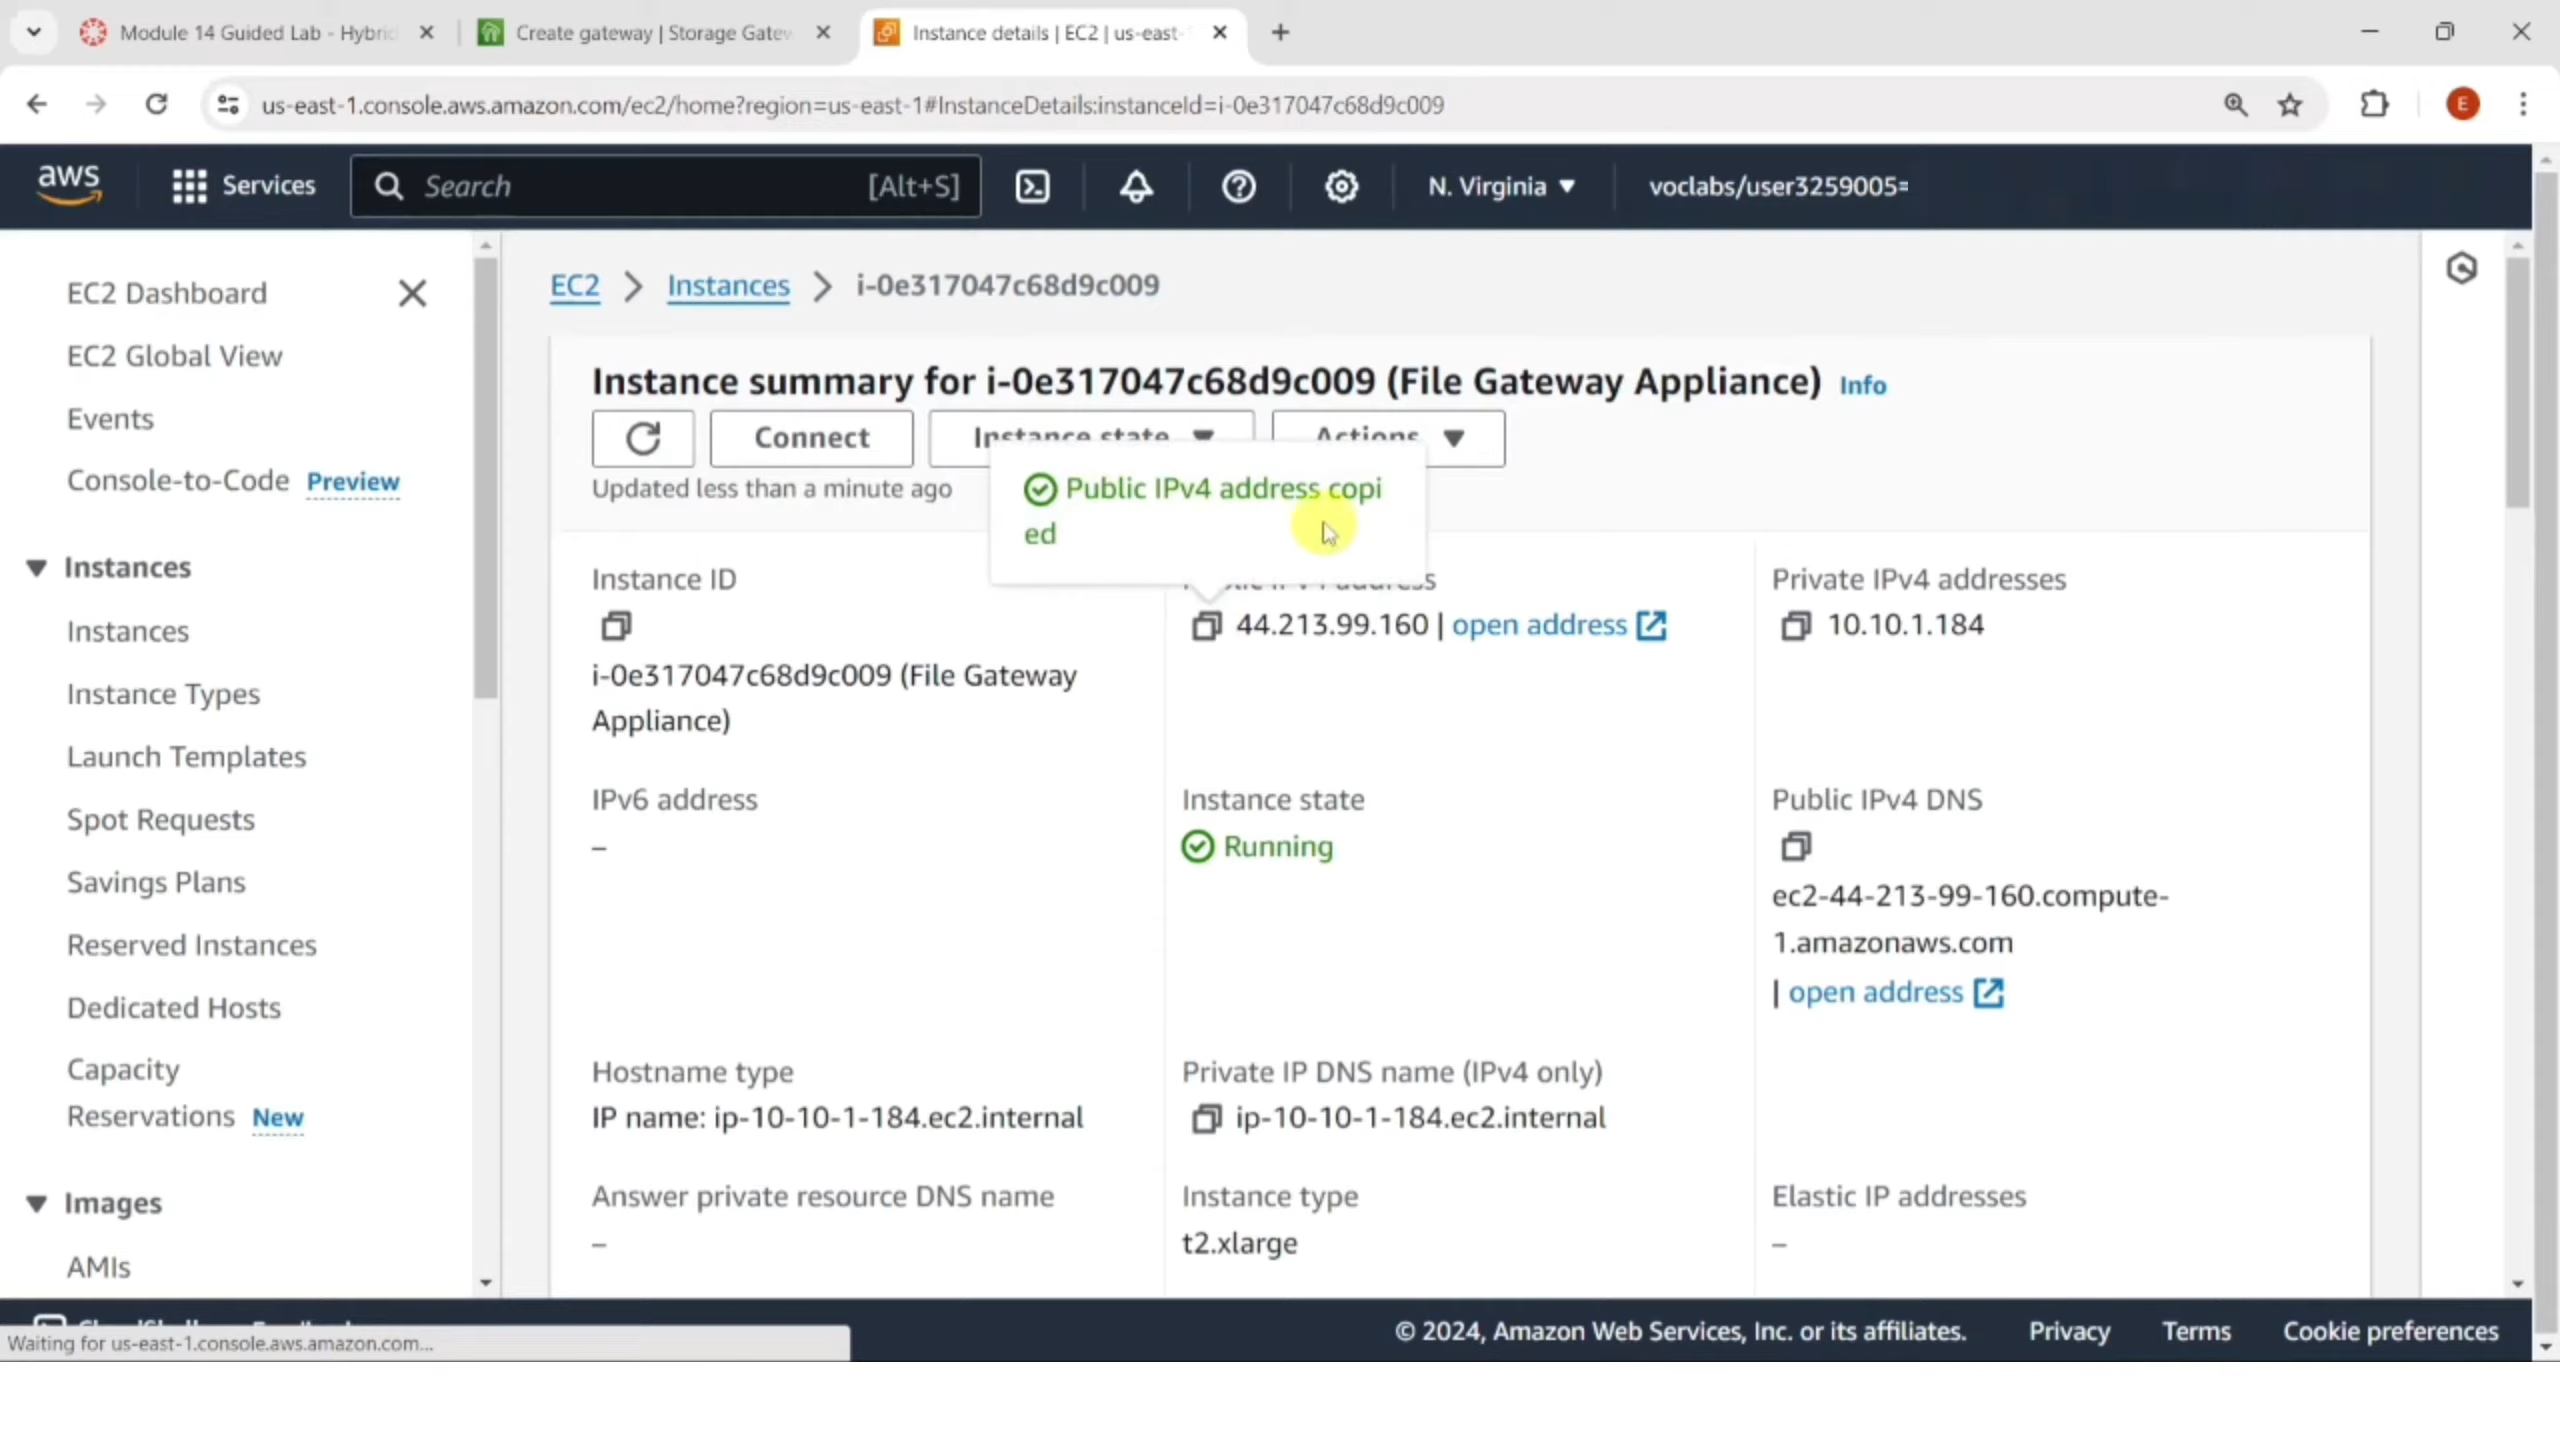 Module 14 Guided Lab - Hybric
Create gateway | Storage Gatew
Instance details | EC2 | us-east-
us-east-1.console.aws.amazon.com/ec2/home?region=us-east-1#InstanceDetails:instanceId=i-0e317047c68d9c009
E
aws
Services
Search
[Alt+S]
N. Virginia
voclabs/user3259005=
EC2 Dashboard
EC2 Global View
Events
Console-to-Code Preview
Instances
Instances
Instance Types
Launch Templates
Spot Requests
Savings Plans
Reserved Instances
Dedicated Hosts
Capacity
Reservations New
Images
AMIs
EC2 > Instances > i-0e317047c68d9c009
Instance summary for i-0e317047c68d9c009 (File Gateway Appliance) Info
Connect
Instance state
Actions
Updated less than a minute ago
Public IPv4 address copi
ed
Instance ID
i-0e317047c68d9c009 (File Gateway
Appliance)
44.213.99.160 | open address
Private IPv4 addresses
10.10.1.184
IPv6 address
–
Instance state
Running
Public IPv4 DNS
ec2-44-213-99-160.compute-
1.amazonaws.com
| open address
Hostname type
IP name: ip-10-10-1-184.ec2.internal
Private IP DNS name (IPv4 only)
ip-10-10-1-184.ec2.internal
Answer private resource DNS name
–
Instance type
t2.xlarge
Elastic IP addresses
–
Waiting for us-east-1.console.aws.amazon.com...
© 2024, Amazon Web Services, Inc. or its affiliates.
Privacy
Terms
Cookie preferences